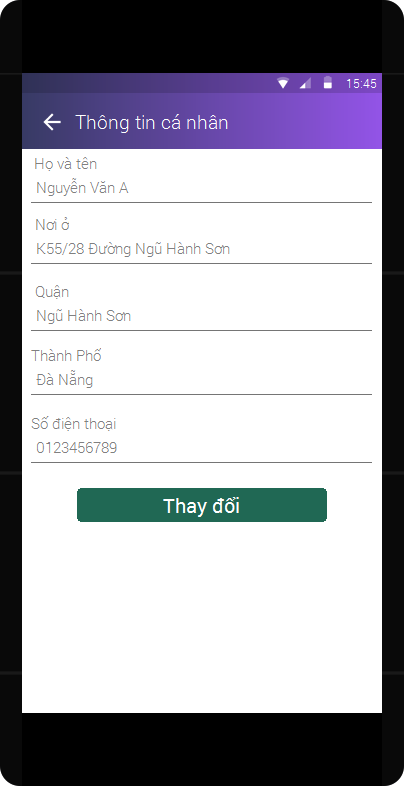 15:45
Thông tin cá nhân
Họ và tên
Nguyễn Văn A
Nơi ở
K55/28 Đường Ngũ Hành Sơn
Quận
Ngũ Hành Sơn
Thành Phố
Đà Nẵng
Số điện thoại
0123456789
Thay đổi